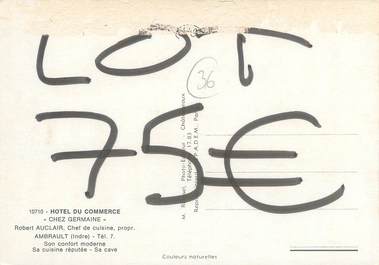 LOT
36
75€
10710 - HOTEL DU COMMERCE
« CHEZ GERMAINE »
Robert AUCLAIR, Chef de cuisine, propr.
AMBRAULT (Indre) - Tél. 7.
Son confort moderne
Sa cuisine réputée - Sa cave
Couleurs naturelles